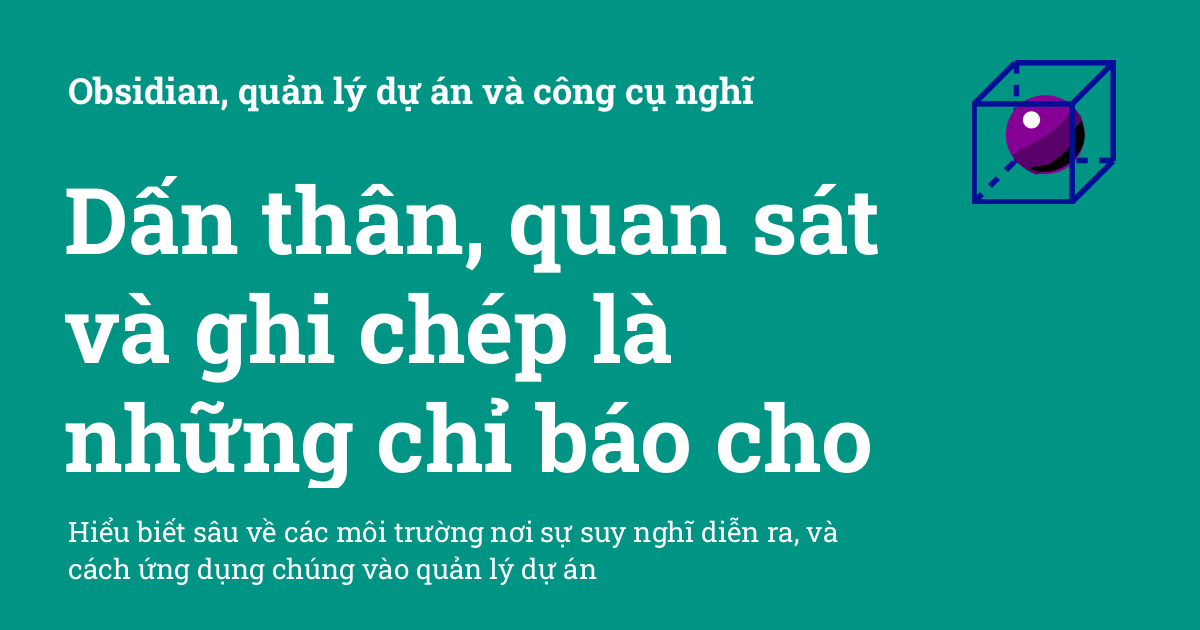 Obsidian, quản lý dự án và công cụ nghĩ
Dấn thân, quan sát
và ghi chép là
những chỉ báo cho
Hiểu biết sâu về các môi trường nơi sự suy nghĩ diễn ra, và
cách ứng dụng chúng vào quản lý dự án